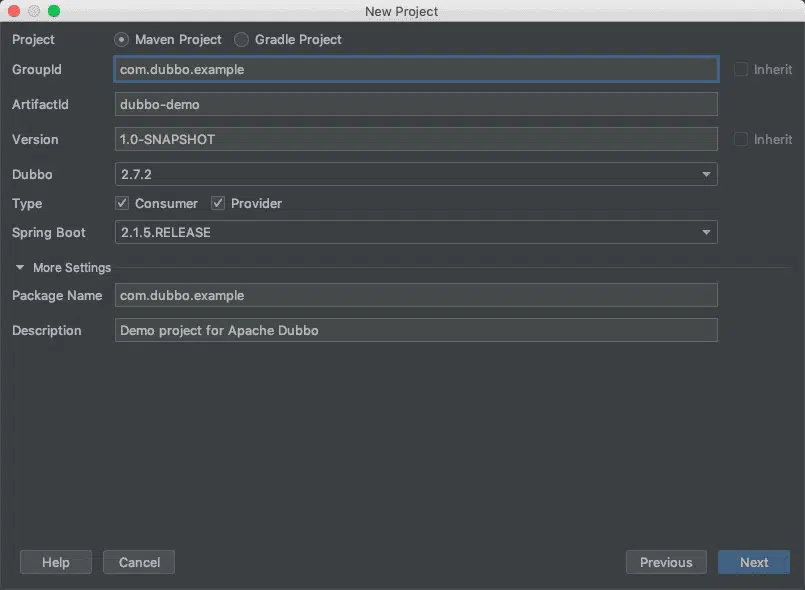 New Project
Project Maven Project Gradle Project
GroupId com.dubbo.example Inherit
ArtifactId dubbo-demo
Version 1.0-SNAPSHOT Inherit
Dubbo 2.7.2
Type Consumer Provider
Spring Boot 2.1.5.RELEASE
More Settings
Package Name com.dubbo.example
Description Demo project for Apache Dubbo
Help Cancel Previous Next